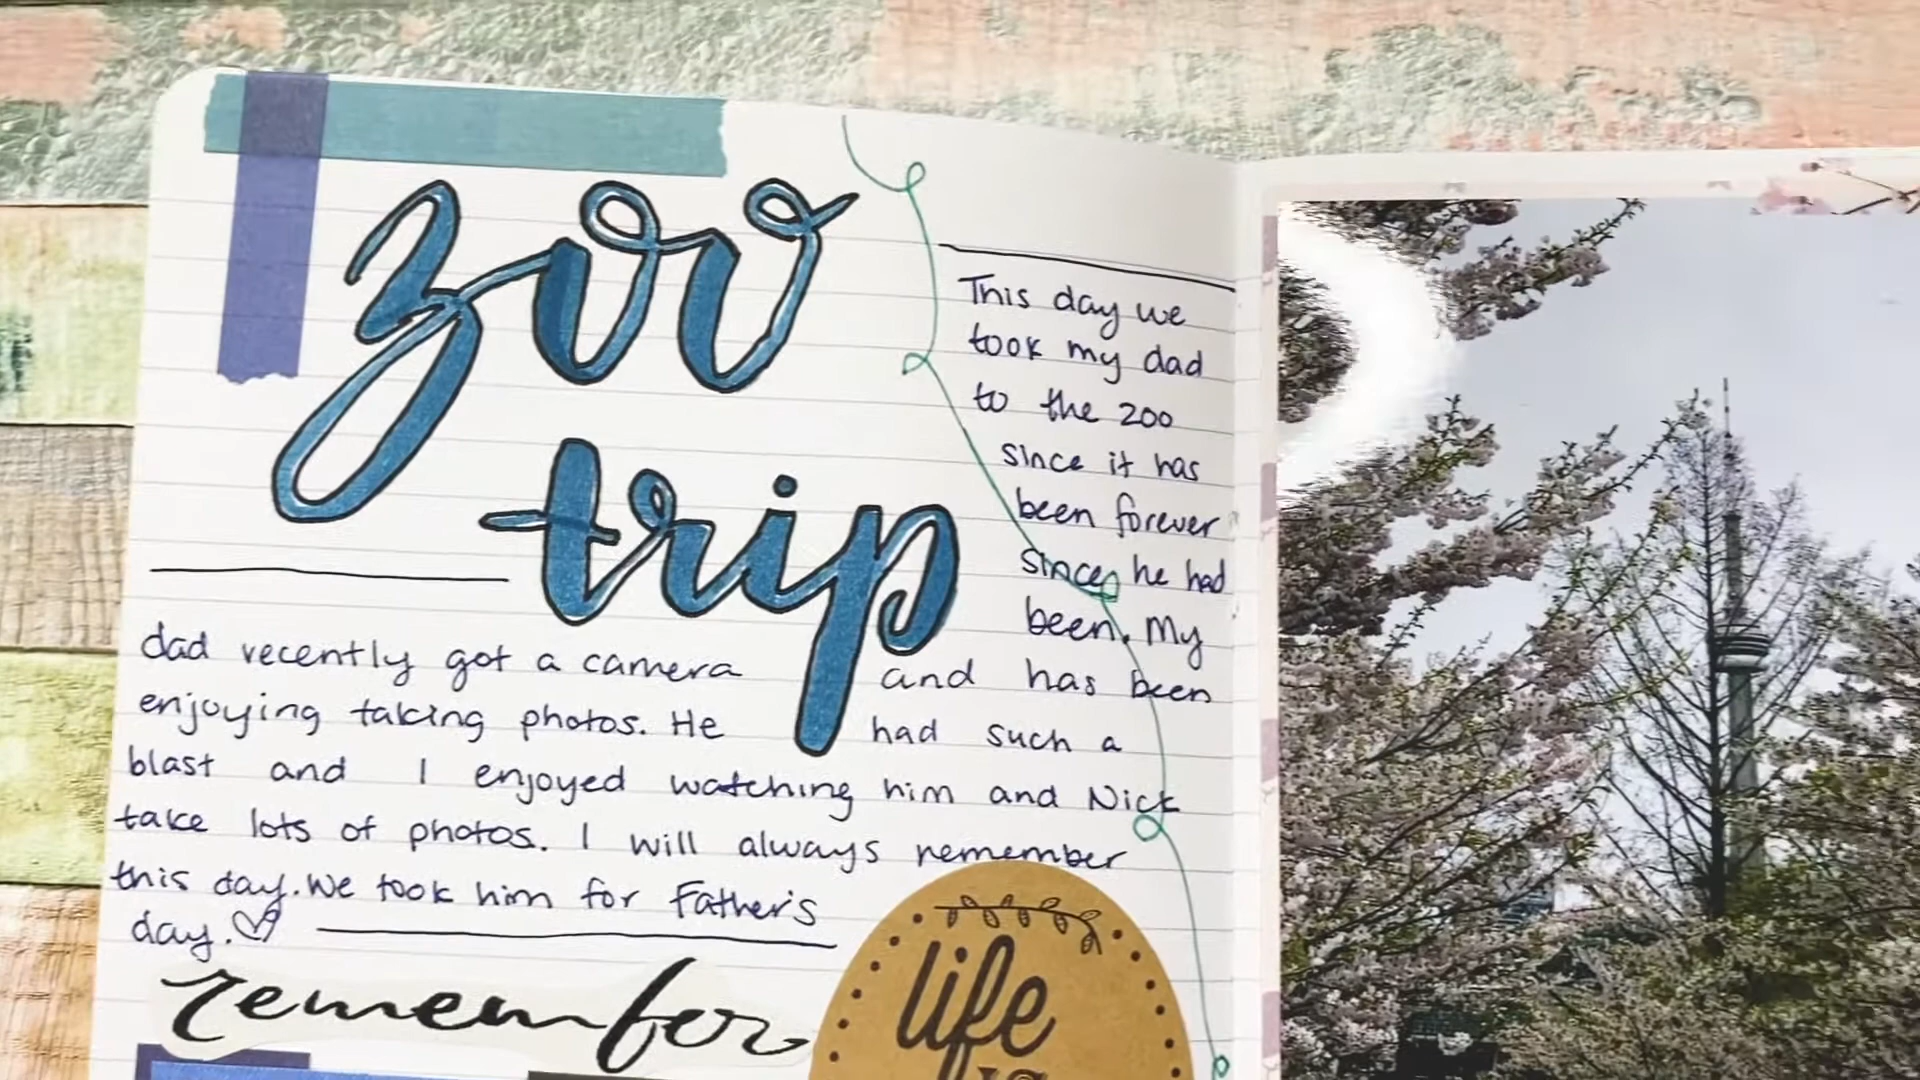 zoo
trip
This day we
took my dad
to the zoo
since it has
been forever
since he had
been. My
dad recently got a camera and has been
enjoying taking photos. He had such a
blast and I enjoyed watching him and Nick
take lots of photos. I will always remember
this day. We took him for Father's
day.
remember
life
is